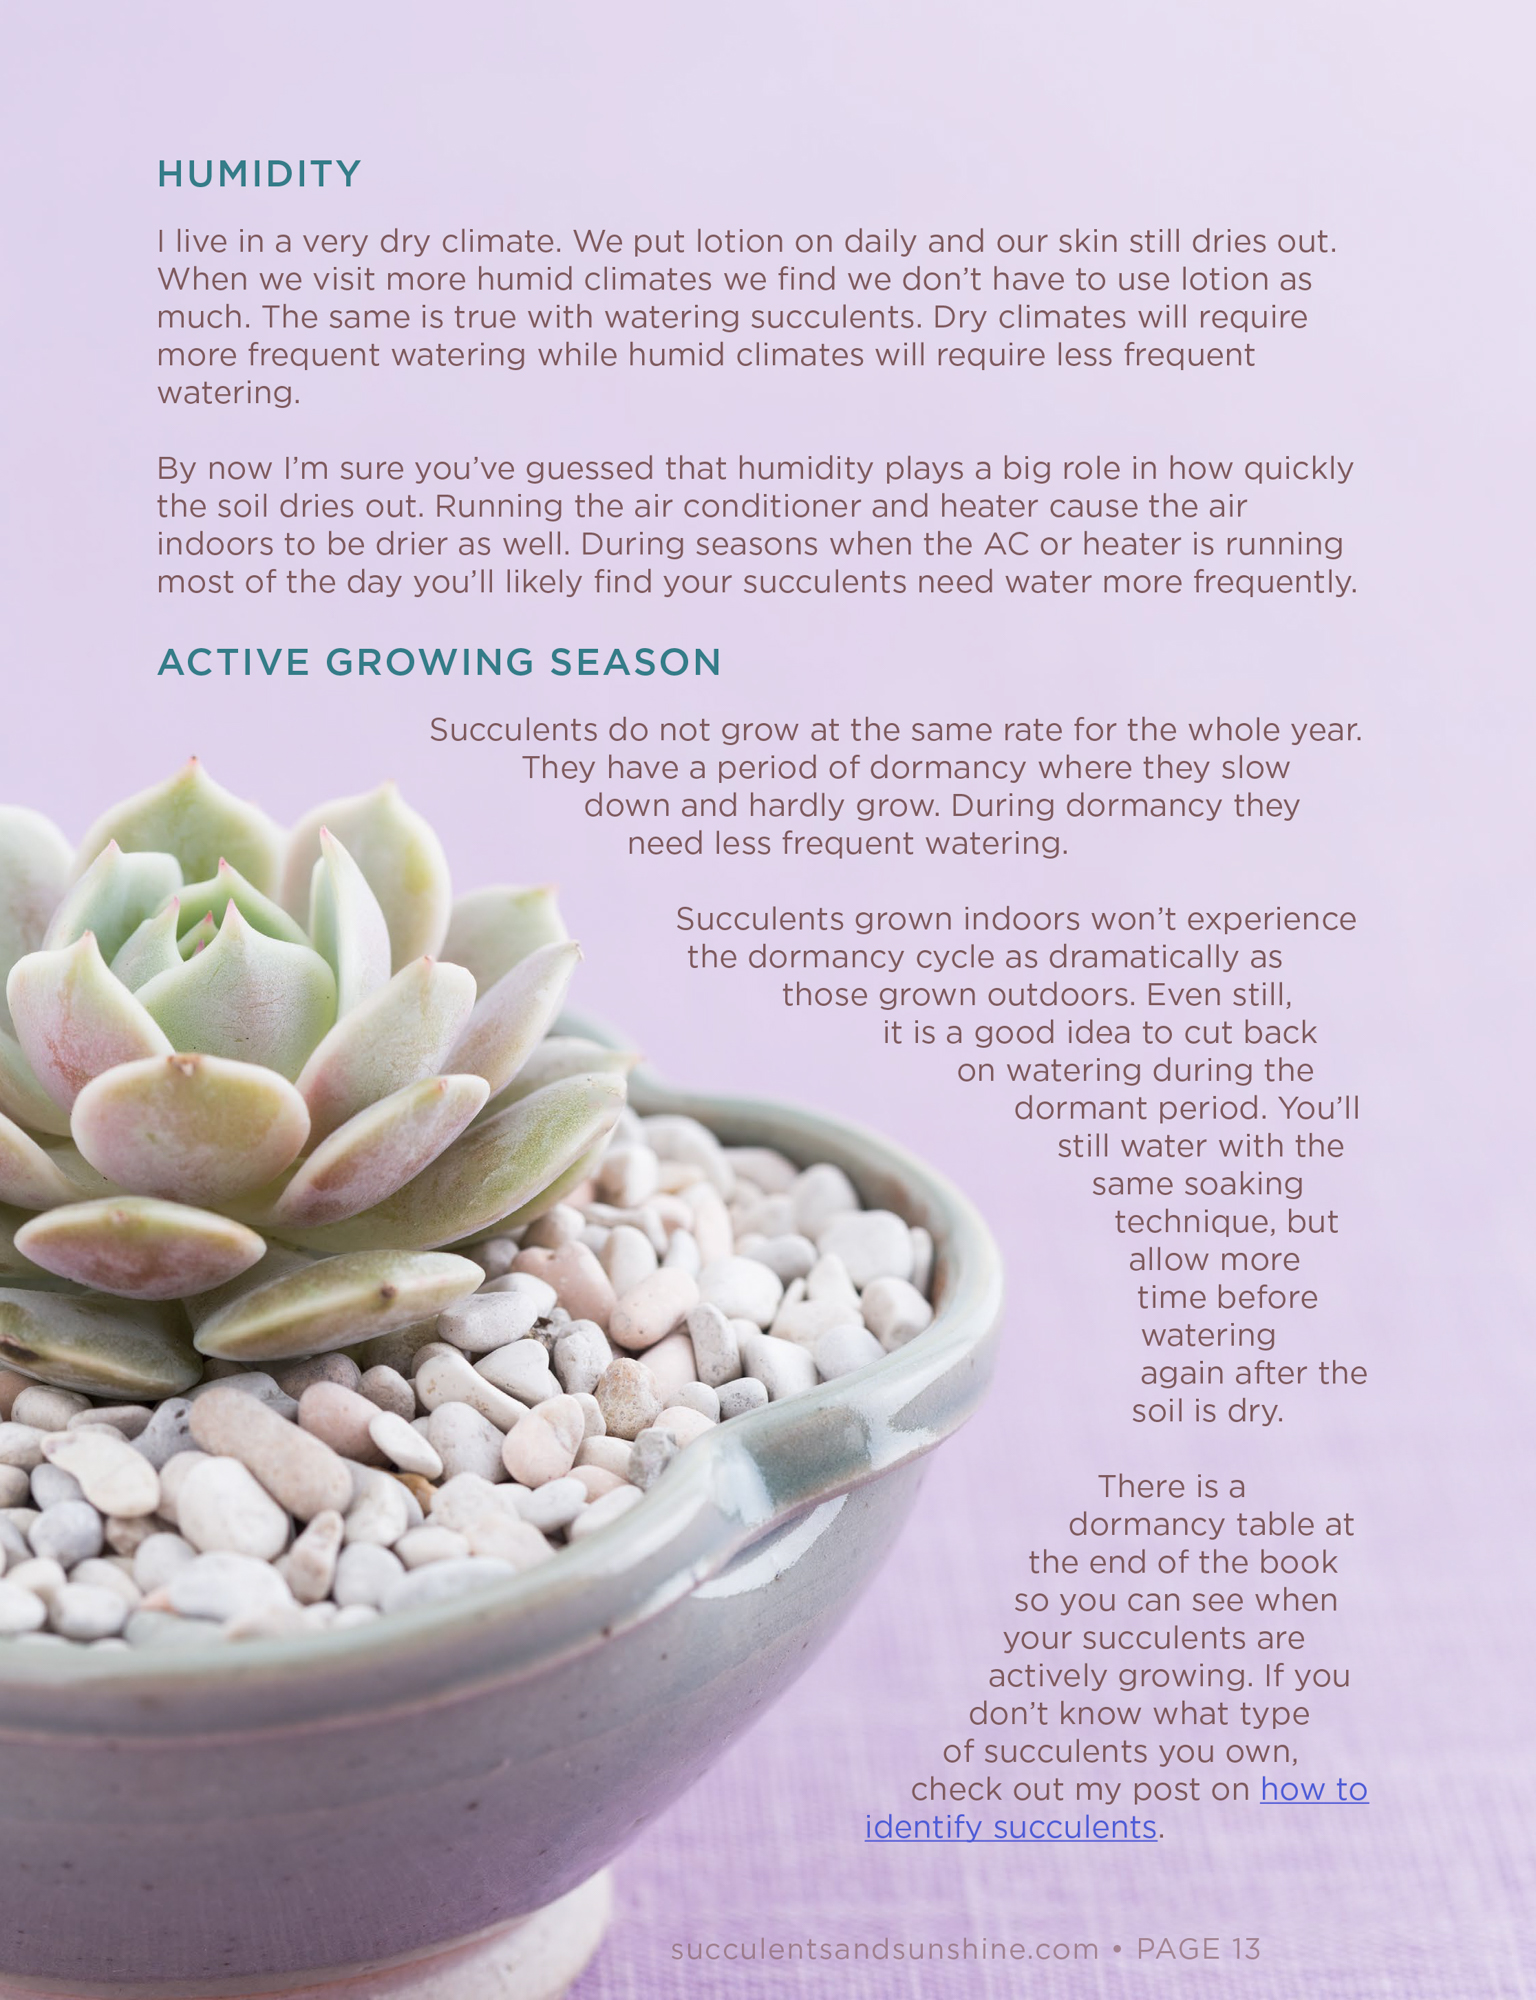 HUMIDITY
I live in a very dry climate. We put lotion on daily and our skin still dries out.
When we visit more humid climates we find we don’t have to use lotion as
much. The same is true with watering succulents. Dry climates will require
more frequent watering while humid climates will require less frequent
watering.
By now I’m sure you’ve guessed that humidity plays a big role in how quickly
the soil dries out. Running the air conditioner and heater cause the air
indoors to be drier as well. During seasons when the AC or heater is running
most of the day you’ll likely find your succulents need water more frequently.
ACTIVE GROWING SEASON
Succulents do not grow at the same rate for the whole year.
They have a period of dormancy where they slow
down and hardly grow. During dormancy they
need less frequent watering.
Succulents grown indoors won’t experience
the dormancy cycle as dramatically as
those grown outdoors. Even still,
it is a good idea to cut back
on watering during the
dormant period. You’ll
still water with the
same soaking
technique, but
allow more
time before
watering
again after the
soil is dry.
There is a
dormancy table at
the end of the book
so you can see when
your succulents are
actively growing. If you
don’t know what type
of succulents you own,
check out my post on how to
identify succulents.
succulentsandsunshine.com • PAGE 13